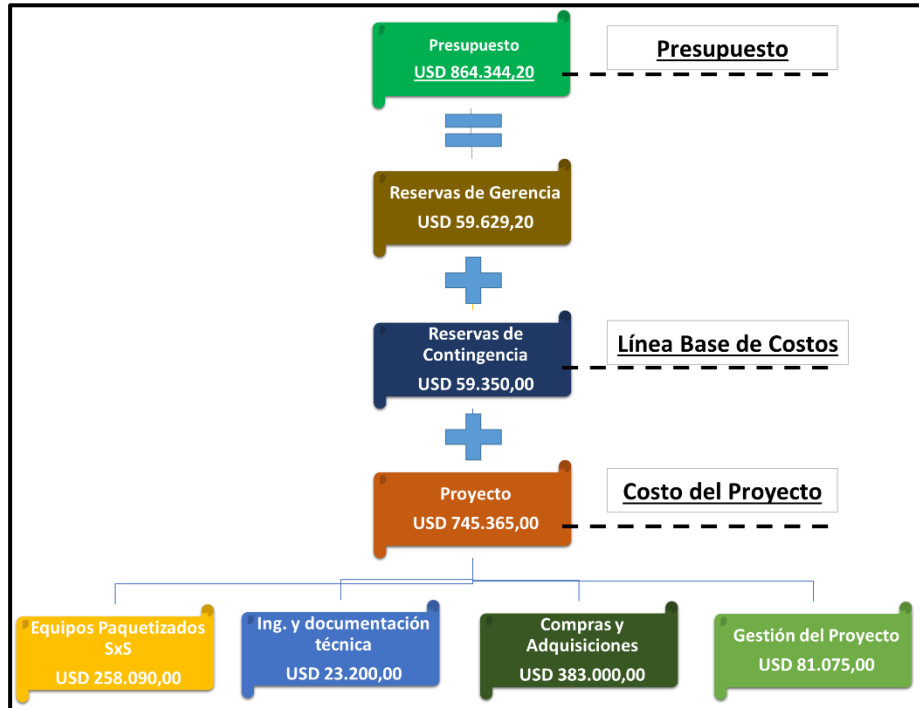 Presupuesto
USD 864.344,20
Presupuesto
Reservas de Gerencia
USD 59.629,20
Reservas de
Contingencia
USD 59.350,00
Línea Base de Costos
Proyecto
USD 745.365,00
Costo del Proyecto
Equipos Paquetizados
SxS
USD 258.090,00
Ing. y documentación
técnica
USD 23.200,00
Compras y
Adquisiciones
USD 383.000,00
Gestión del Proyecto
USD 81.075,00